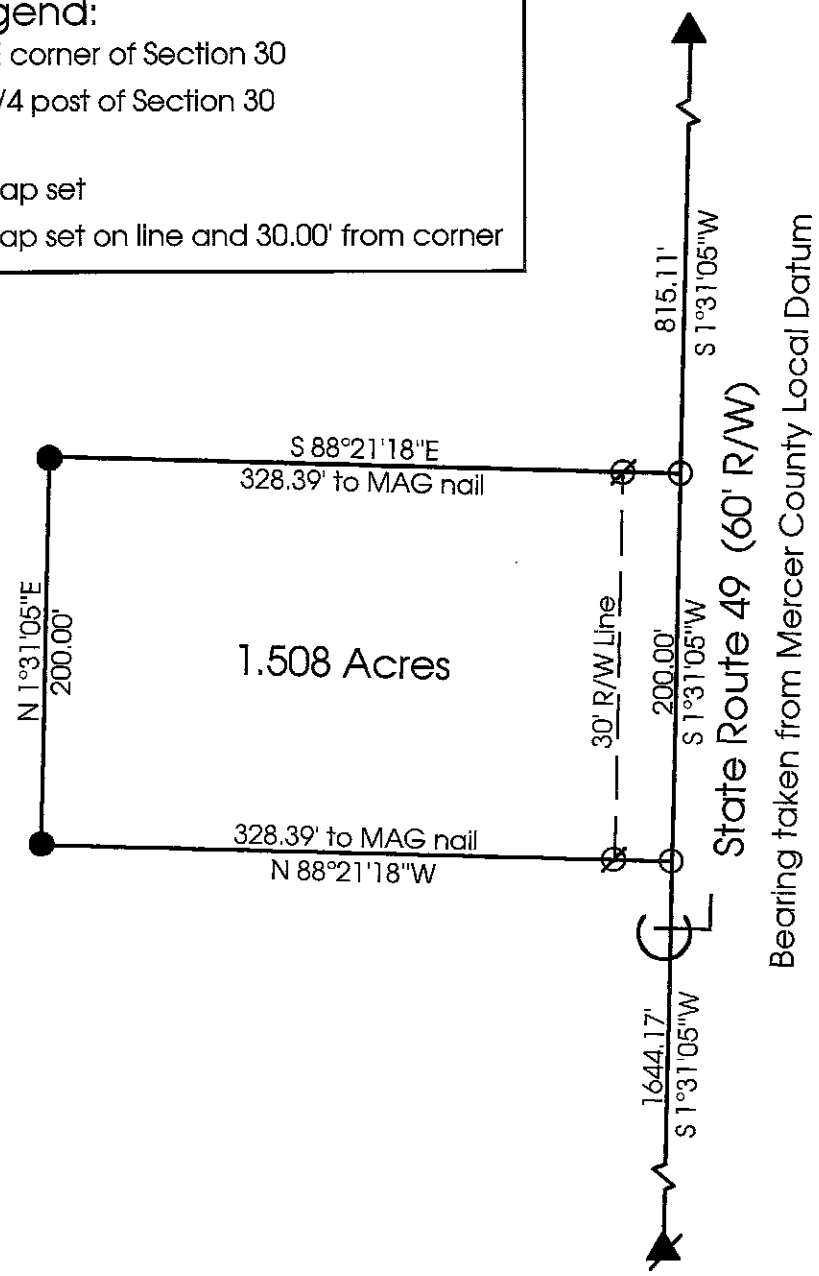 gend:
corner of Section 30
/4 post of Section 30
ap set
ap set on line and 30.00' from corner
815.11'
S 1°31'05"W
S 88°21'18"E
328.39' to MAG nail
N 1°31'05"E
200.00'
1.508 Acres
30' R/W Line
200.00'
S 1°31'05"W
State Route 49 (60' R/W)
Bearing taken from Mercer County Local Datum
328.39' to MAG nail
N 88°21'18"W
1644.17'
S 1°31'05"W